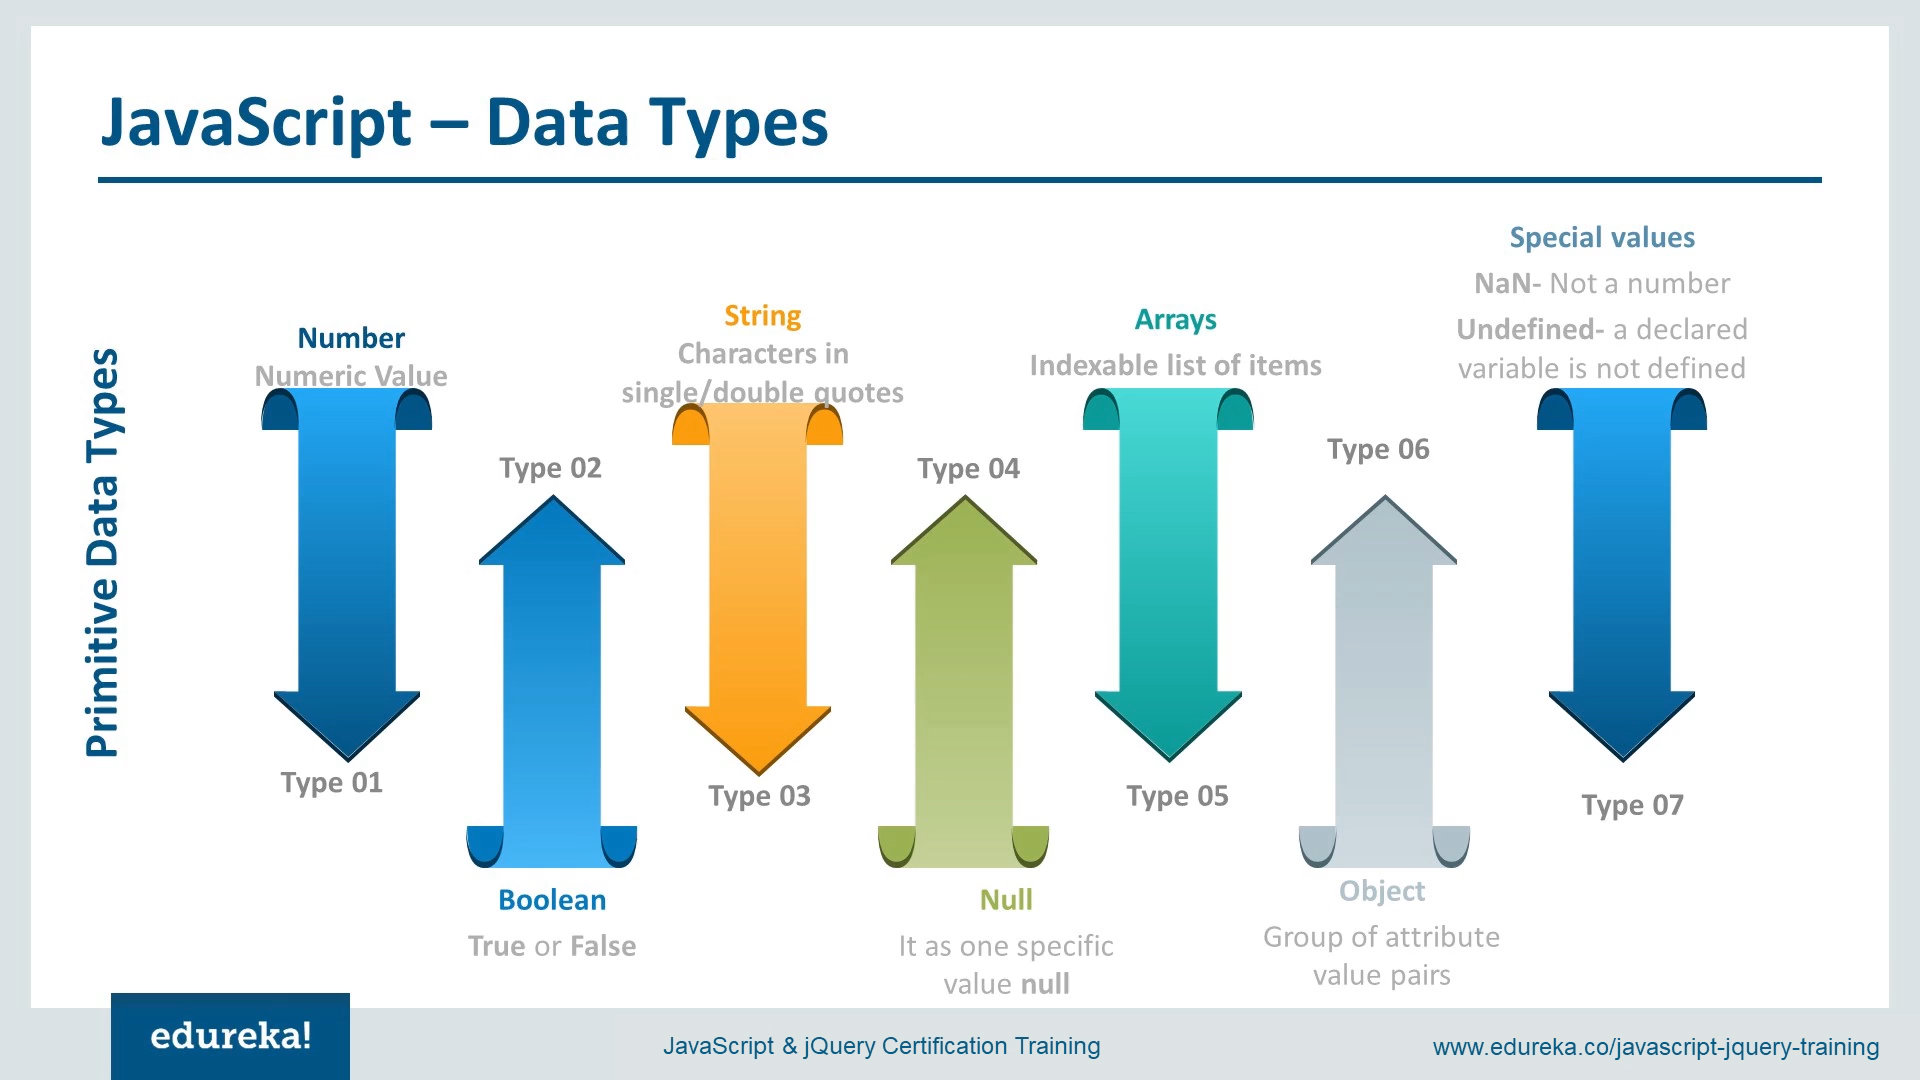 JavaScript – Data Types
Primitive Data Types
Number
Numeric Value
Type 01
Type 02
Boolean
True or False
String
Characters in
single/double quotes
Type 03
Type 04
Null
It as one specific
value null
Arrays
Indexable list of items
Type 05
Type 06
Object
Group of attribute
value pairs
Special values
NaN- Not a number
Undefined- a declared
variable is not defined
Type 07
edureka!
JavaScript & jQuery Certification Training
www.edureka.co/javascript-jquery-training